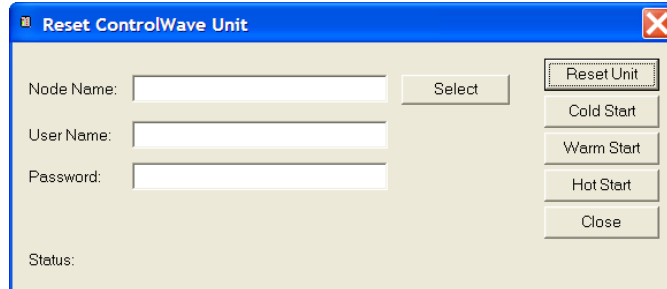 Reset ControlWave Unit
Node Name:
Select
User Name:
Password:
Status:
Reset Unit
Cold Start
Warm Start
Hot Start
Close